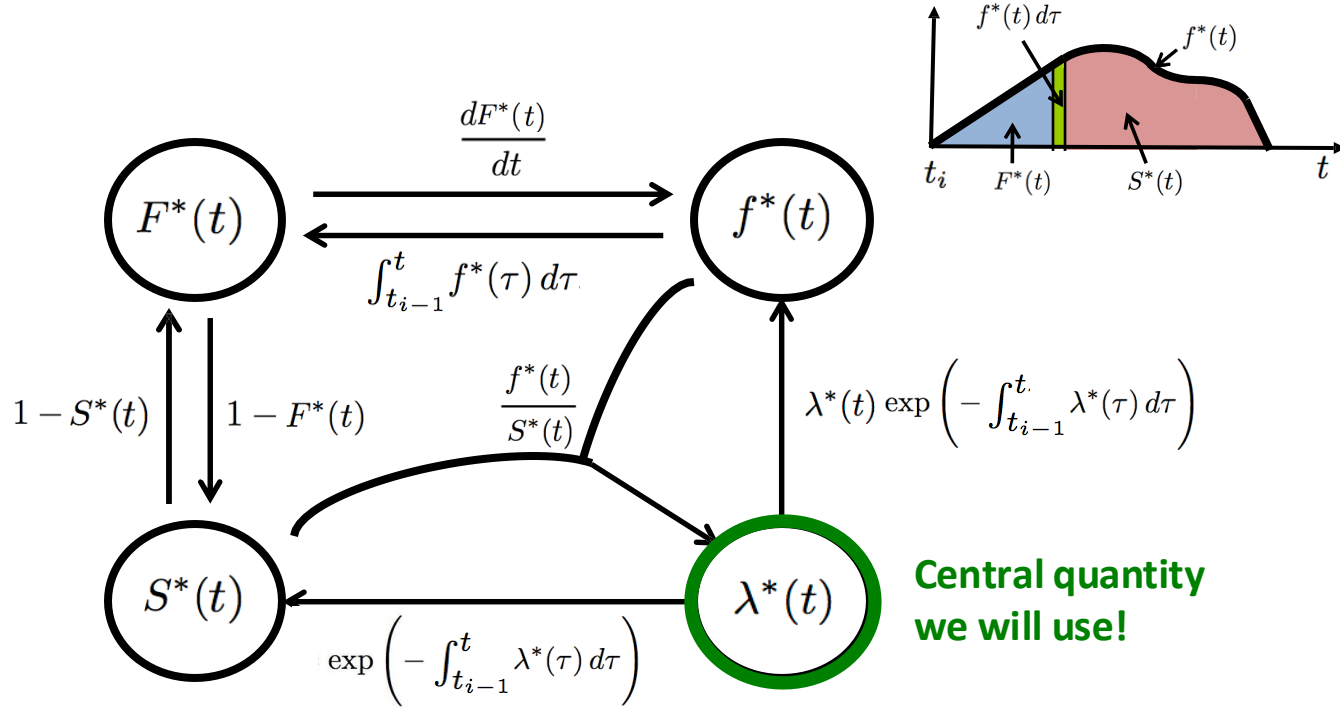 f*(t) dτ
f*(t)
t_i
F*(t)
S*(t)
t
dF*(t)
dt
F*(t)
f*(t)
∫_{t_{i−1}}^{t} f*(τ) dτ.
f*(t)
S*(t)
1 − S*(t)
1 − F*(t)
λ*(t) exp(−∫_{t_{i−1}}^{t.} λ*(τ) dτ)
S*(t)
λ*(t)
Central quantity
we will use!
exp(−∫_{t_{i−1}}^{t} λ*(τ) dτ)